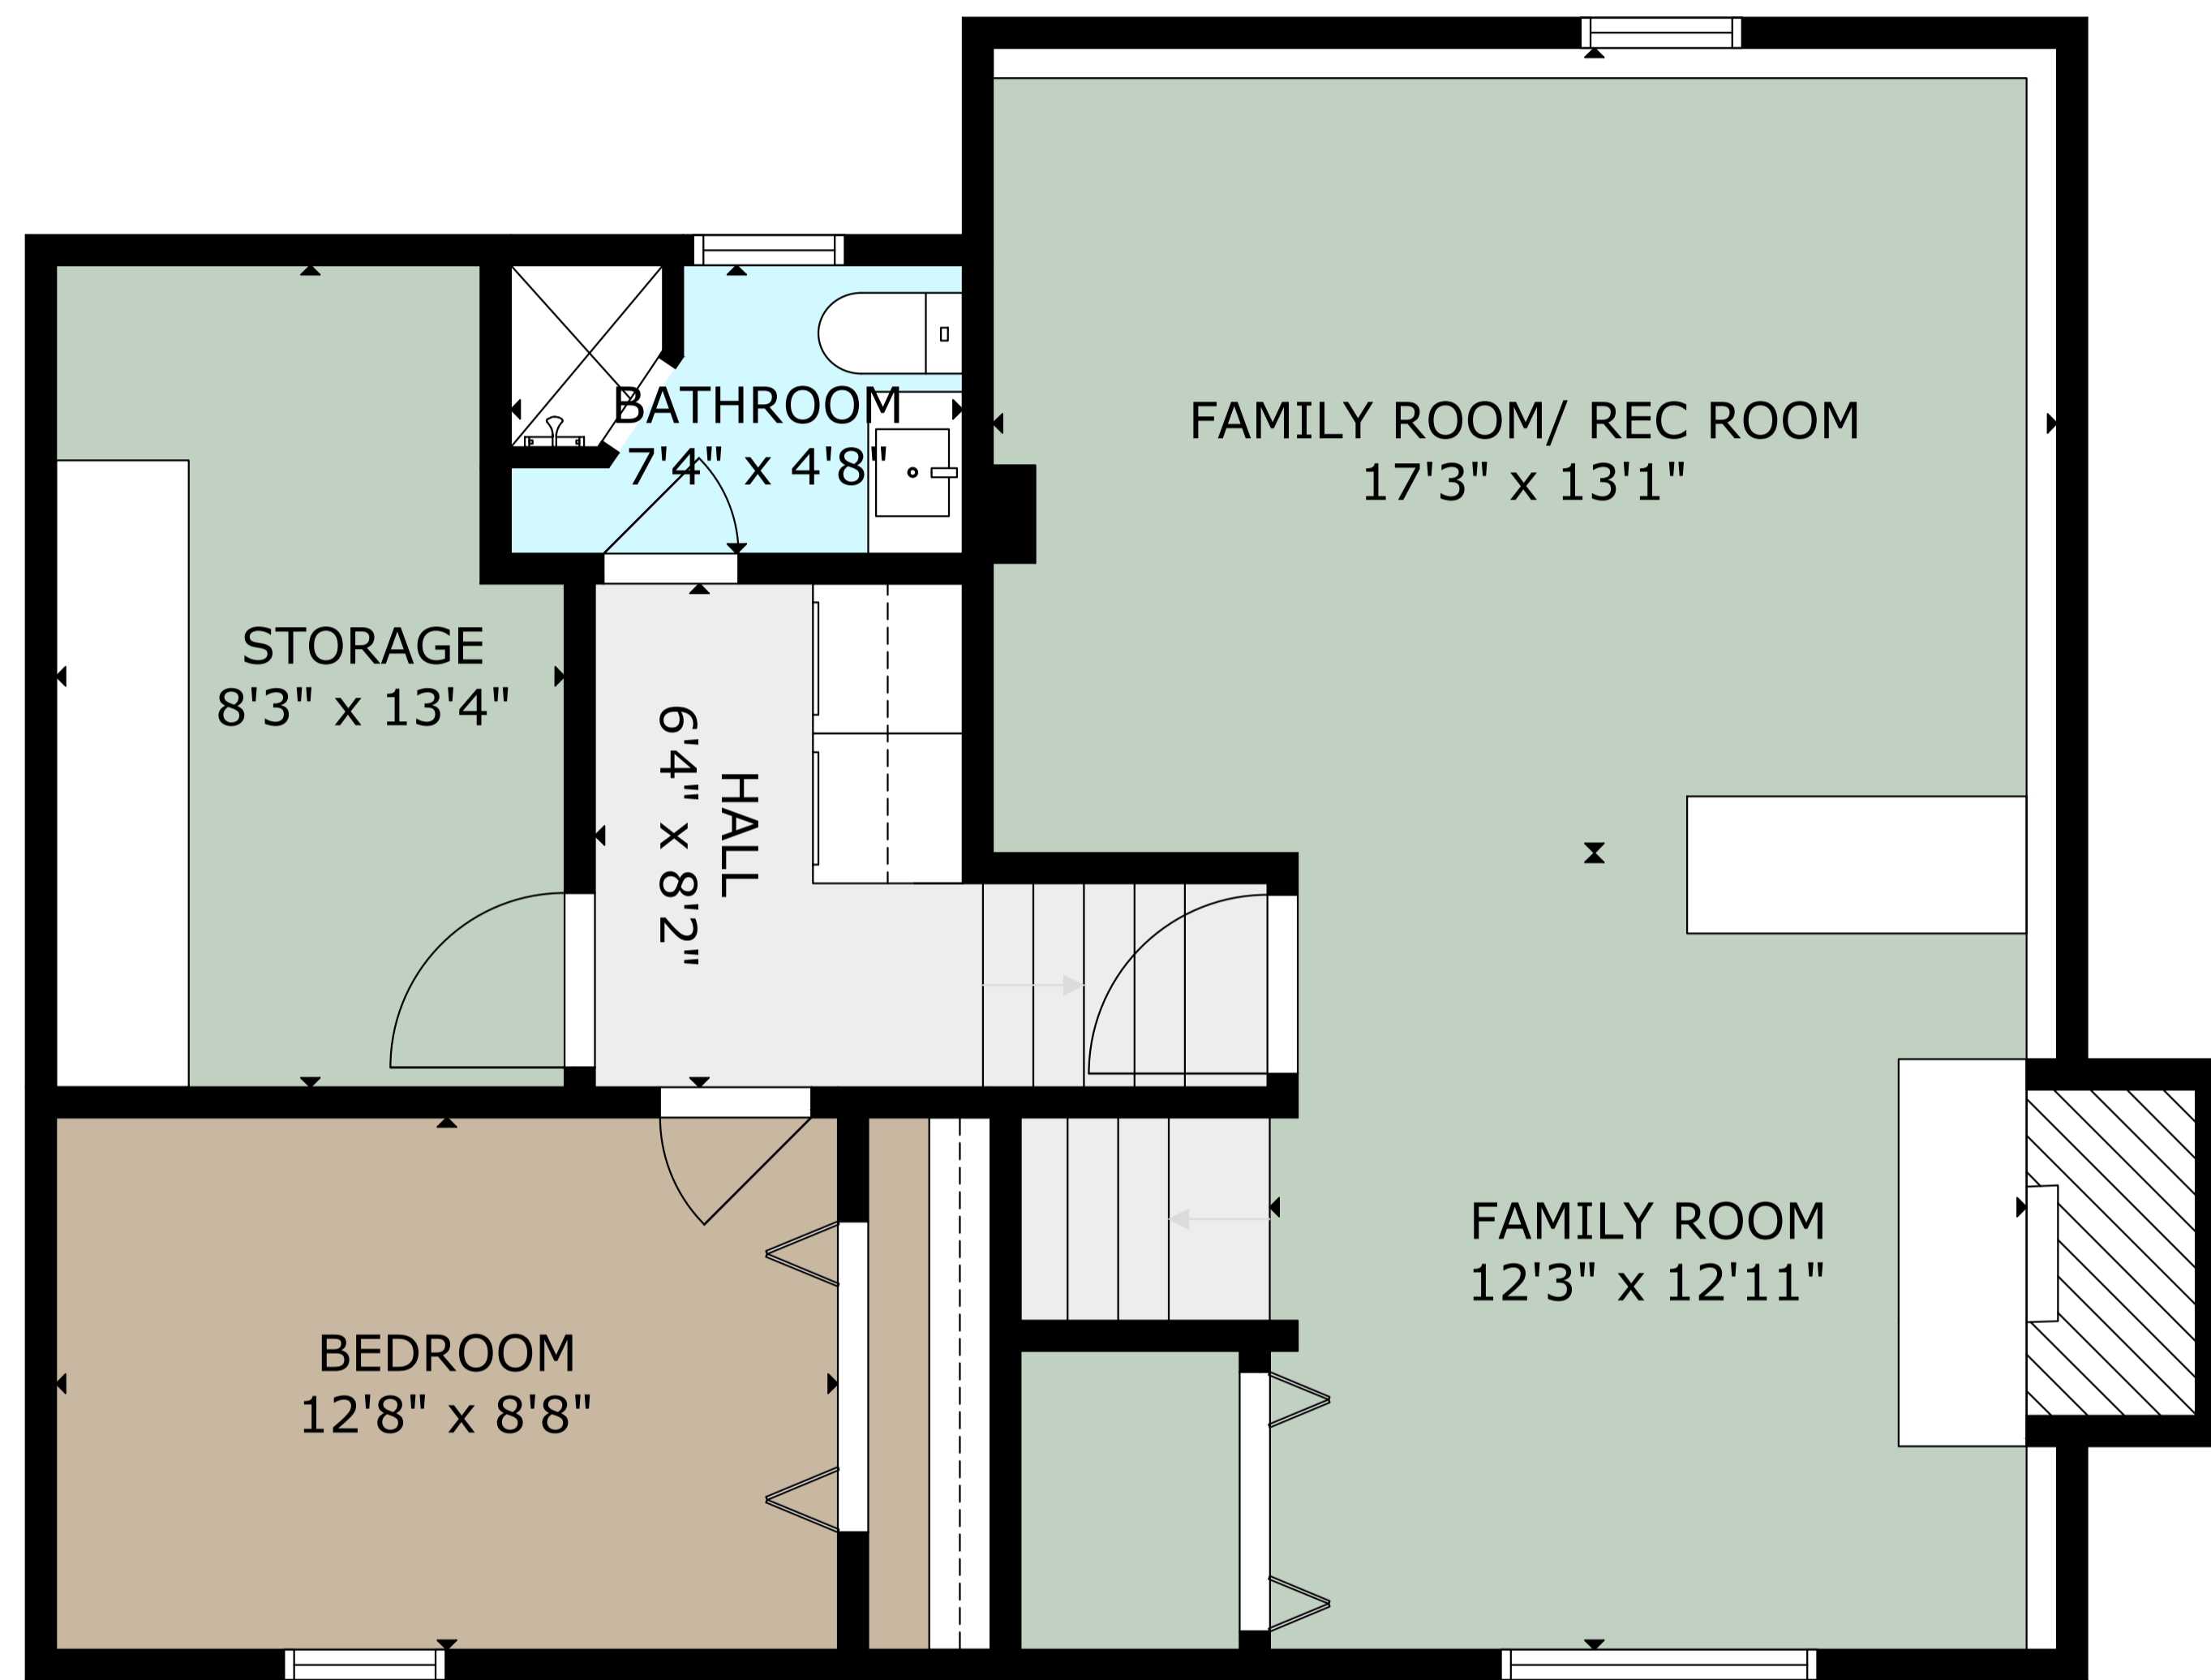 FAMILY ROOM/ REC ROOM
17'3" x 13'1"
BATHROOM
7'4" x 4'8"
STORAGE
8'3" x 13'4"
HALL
6'4" x 8'2"
FAMILY ROOM
12'3" x 12'11"
BEDROOM
12'8" x 8'8"